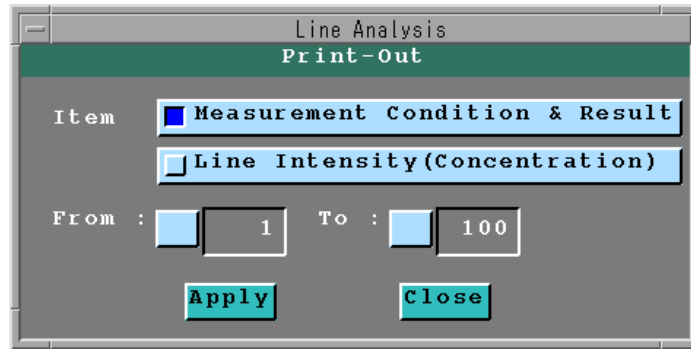 Line Analysis
Print-Out
Item Measurement Condition & Result
Line Intensity(Concentration)
From : 1 To : 100
Apply Close